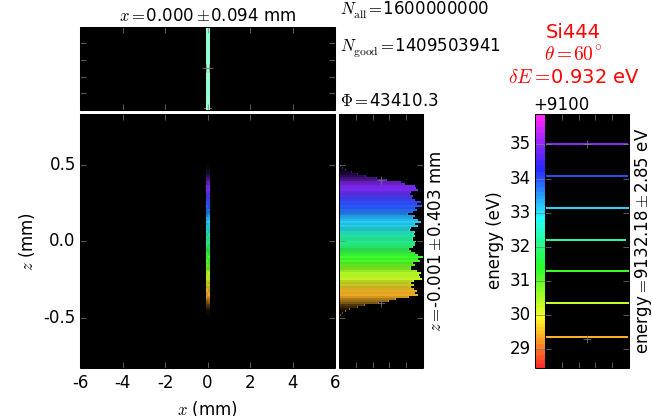 x=0.000±0.094 mm
N_all=1600000000
N_good=1409503941
Φ=43410.3
Si444
θ=60°
δE=0.932 eV
+9100
0.5
0.0
-0.5
z (mm)
-6 -4 -2 0 2 4 6
x (mm)
z=-0.001±0.403 mm
35
34
33
32
31
30
29
energy (eV)
energy=9132.18±2.85 eV